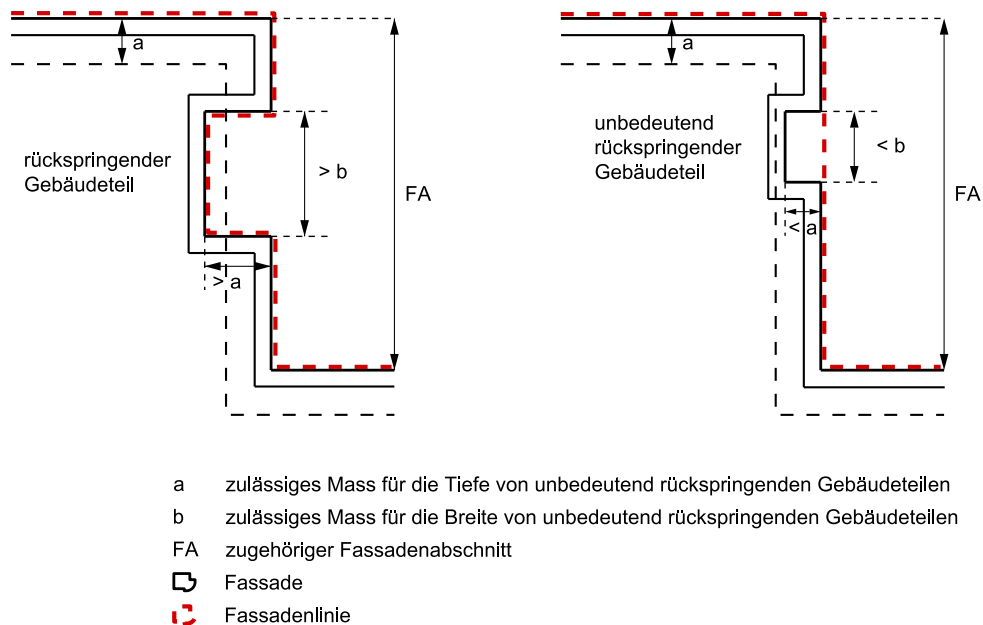 a
rückspringender
Gebäudeteil
> b
FA
> a
a
unbedeutend
rückspringender
Gebäudeteil
< b
FA
< a
a zulässiges Mass für die Tiefe von unbedeutend rückspringenden Gebäudeteilen
b zulässiges Mass für die Breite von unbedeutend rückspringenden Gebäudeteilen
FA zugehöriger Fassadenabschnitt
Fassade
Fassadenlinie